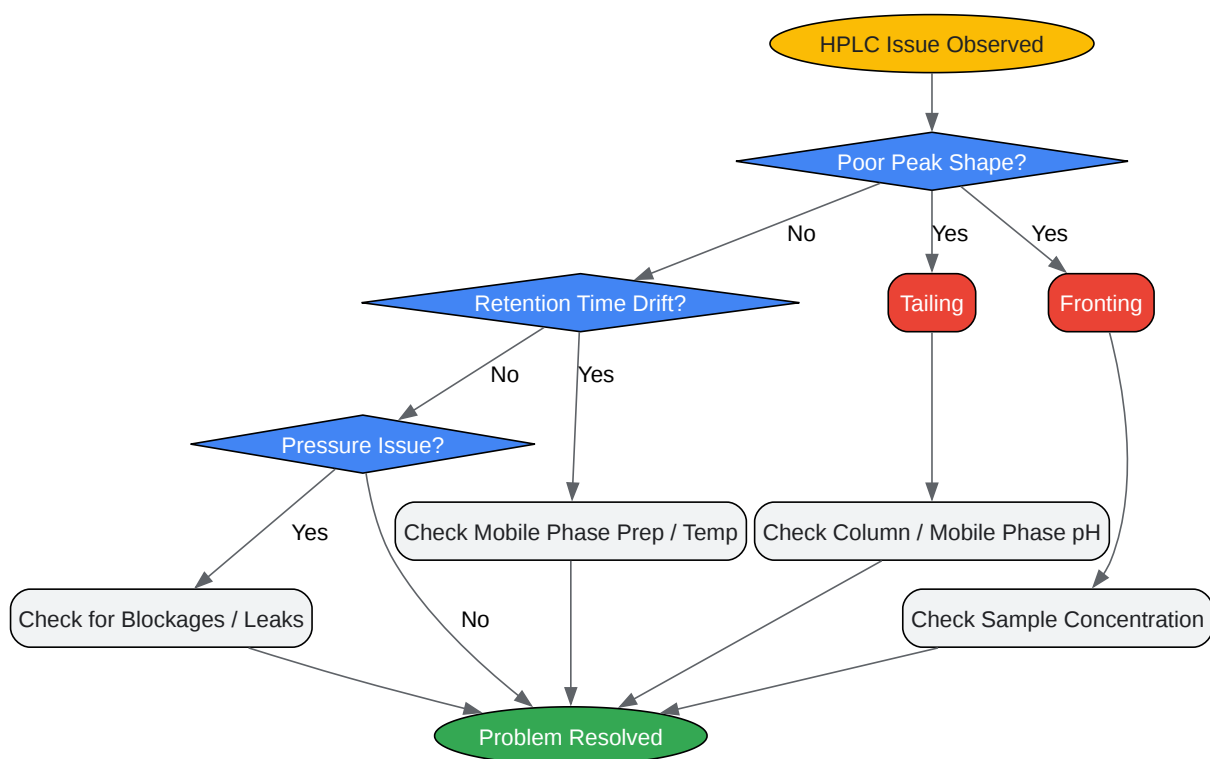 HPLC Issue Observed
Poor Peak Shape?
No
Yes
Yes
Retention Time Drift?
Tailing
Fronting
No
Yes
Pressure Issue?
Yes
Check Mobile Phase Prep / Temp
Check Column / Mobile Phase pH
Check for Blockages / Leaks
No
Check Sample Concentration
Problem Resolved